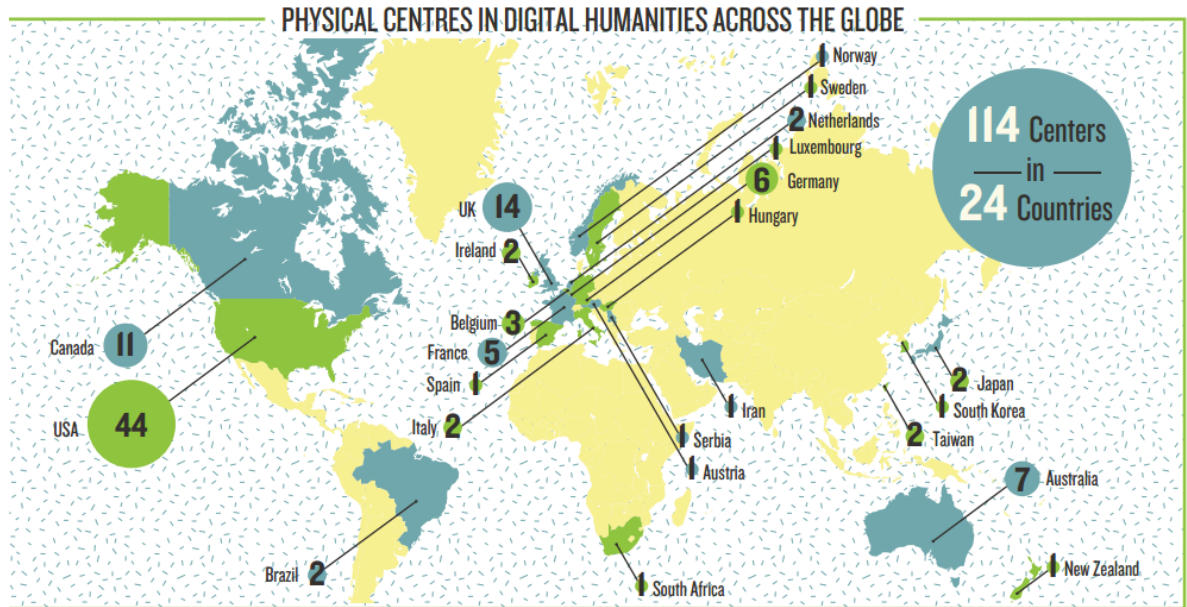 PHYSICAL CENTRES IN DIGITAL HUMANITIES ACROSS THE GLOBE
1 Norway
1 Sweden
2 Netherlands
1 Luxembourg
6 Germany
1 Hungary
114 Centers
in
24 Countries
UK 14
Ireland 2
Belgium 3
France 5
Spain 1
Italy 2
Canada 11
USA 44
Brazil 2
1 Iran
1 Serbia
1 Austria
2 Japan
1 South Korea
2 Taiwan
7 Australia
1 New Zealand
1 South Africa